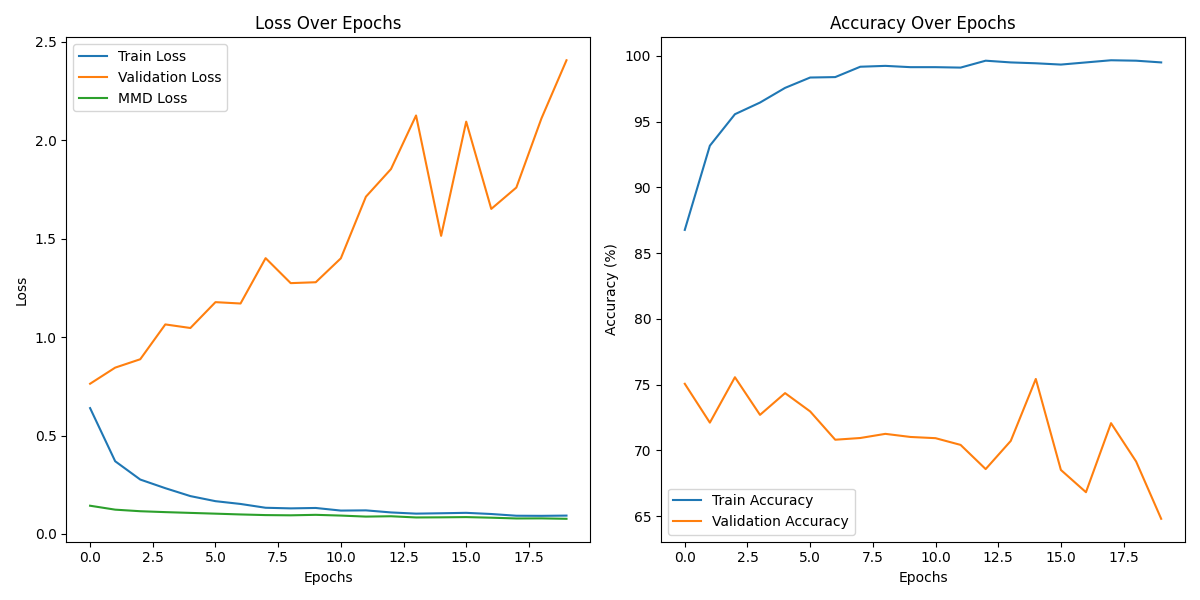 Loss Over Epochs
Train Loss
Validation Loss
MMD Loss
2.5
2.0
1.5
1.0
0.5
0.0
Loss
0.0 2.5 5.0 7.5 10.0 12.5 15.0 17.5
Epochs
Accuracy Over Epochs
100
95
90
85
80
75
70
65
Accuracy (%)
Train Accuracy
Validation Accuracy
0.0 2.5 5.0 7.5 10.0 12.5 15.0 17.5
Epochs